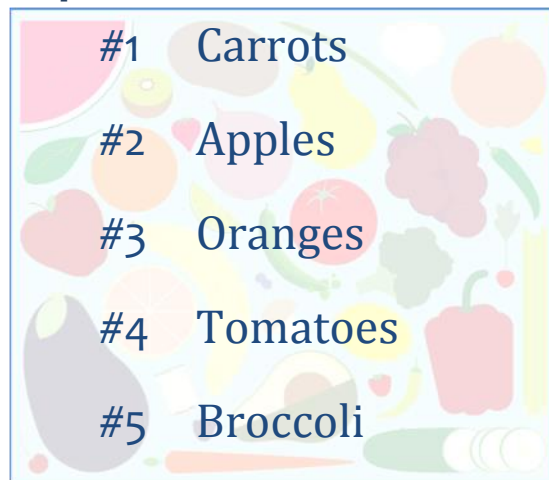 #1 Carrots
#2 Apples
#3 Oranges
#4 Tomatoes
#5 Broccoli